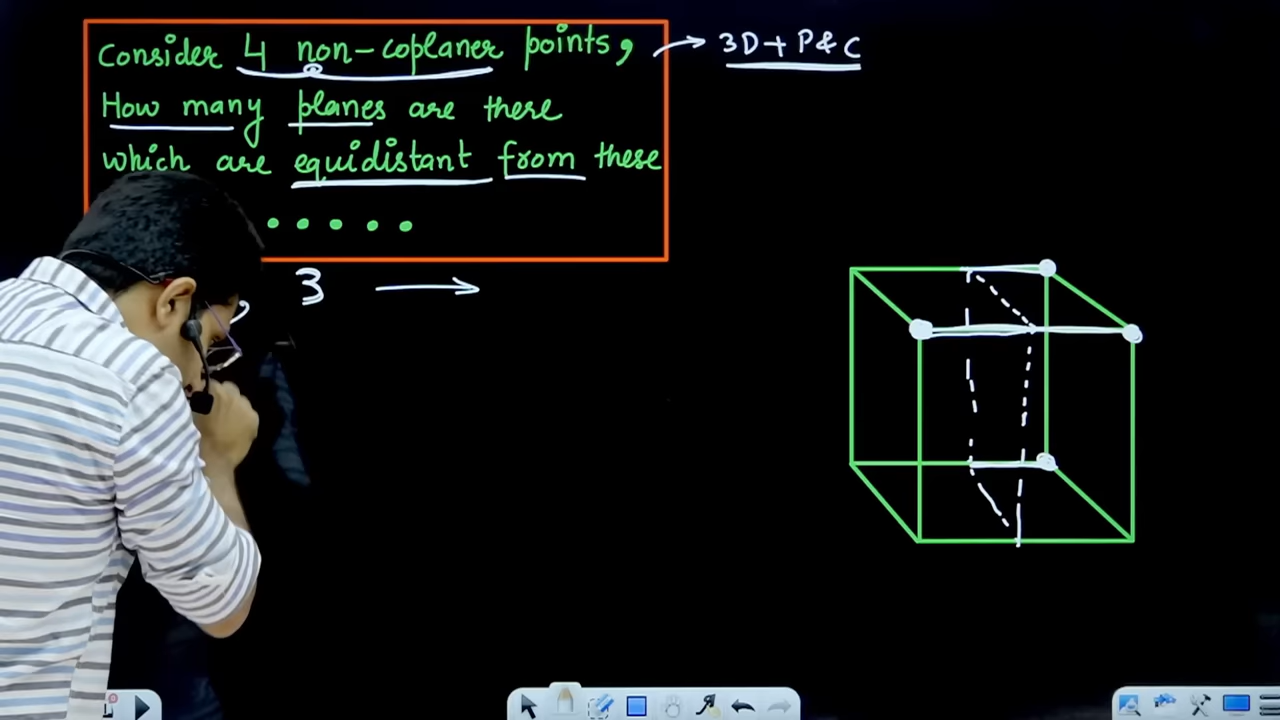 Consider 4 non-coplaner points,
→ 3D + P & C
How many planes are there
which are equidistant from these
3 →